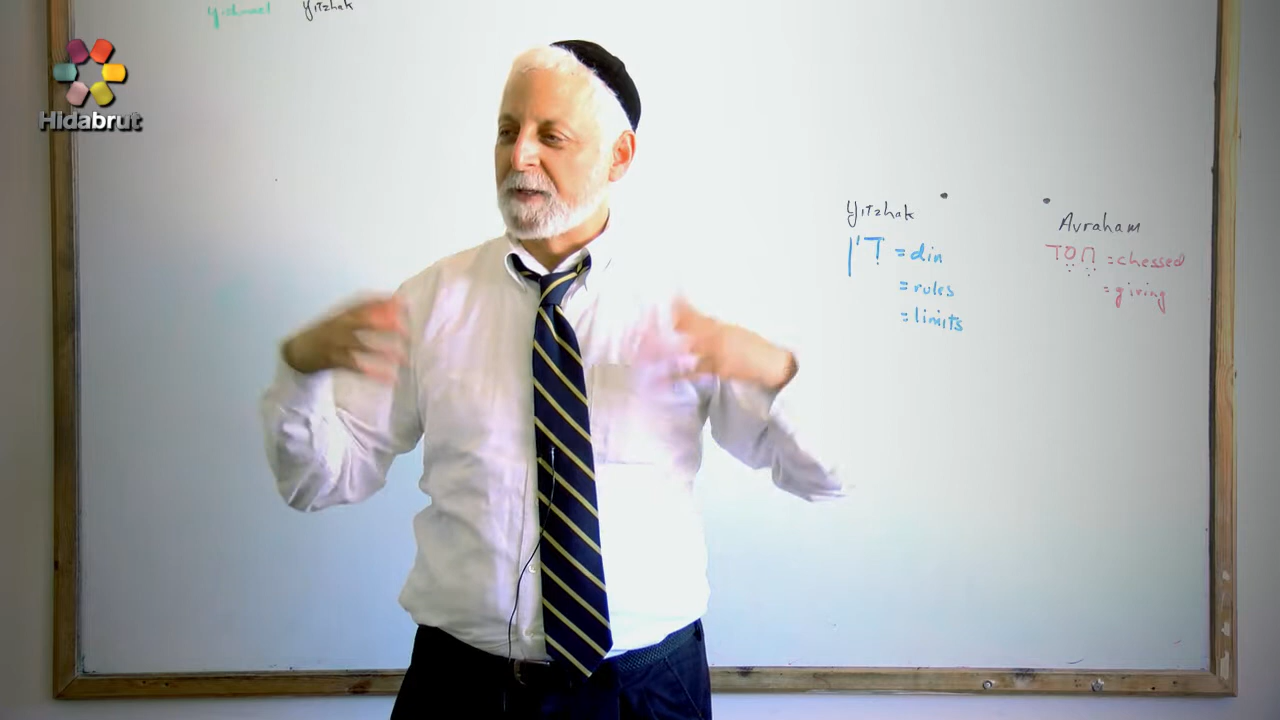 Yishmael Yitzhak
Hidabrut
Yitzhak
דין = din
= rules
= limits
Avraham
חסד = chessed
= giving